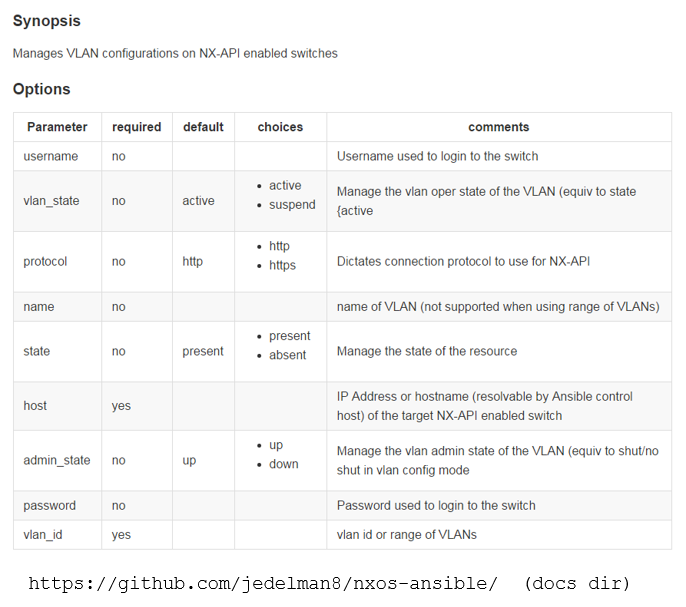 Synopsis
Manages VLAN configurations on NX-API enabled switches
Options
Parameter required default choices comments
username no Username used to login to the switch
vlan_state no active • active • suspend Manage the vlan oper state of the VLAN (equiv to state
{active
protocol no http • http • https Dictates connection protocol to use for NX-API
name no name of VLAN (not supported when using range of VLANs)
state no present • present • absent Manage the state of the resource
host yes IP Address or hostname (resolvable by Ansible control
host) of the target NX-API enabled switch
admin_state no up • up • down Manage the vlan admin state of the VLAN (equiv to shut/no
shut in vlan config mode
password no Password used to login to the switch
vlan_id yes vlan id or range of VLANs
https://github.com/jedelman8/nxos-ansible/ (docs dir)